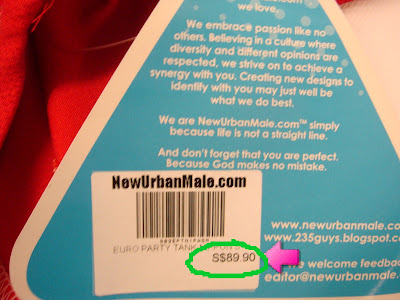 we love.
We embrace passion like no
others. Believing in a culture where
diversity and different opinions are
respected, we strive on to achieve a
synergy with you. Creating new designs to
identify with you may just well be
what we do best.
We are NewUrbanMale.com™ simply
because life is not a straight line.
And don't forget that you are perfect.
Because God makes no mistake.
NewUrbanMale.com
EURO PARTY TANK
S$89.90
www.newurbanmale.
www.235guys.blogspot.co
welcome feedbac
editor@newurbanmale.